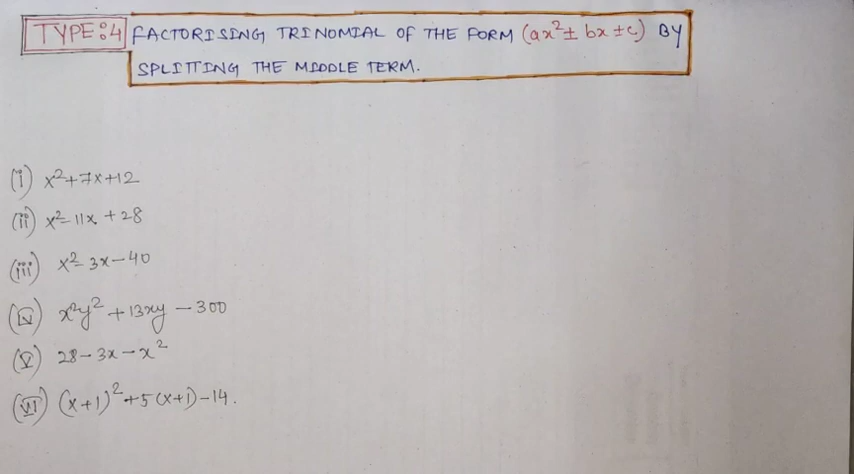 TYPE:4 FACTORISING TRINOMIAL OF THE FORM (ax²± bx ±c) BY
SPLITTING THE MIDDLE TERM.
(i) x²+7x+12
(ii) x²-11x+28
(iii) x²-3x-40
(iv) x²y²+13xy-300
(v) 28-3x-x²
(vi) (x+1)²+5(x+1)-14.